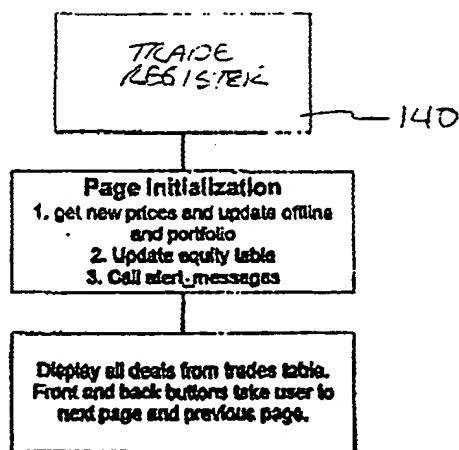 TRADE
REGISTER
140
Page Initialization
1. get new prices and update offline
and portfolio
2. Update equity table
3. Call alert_messages
Display all deals from trades table.
Front and back buttons take user to
next page and previous page.